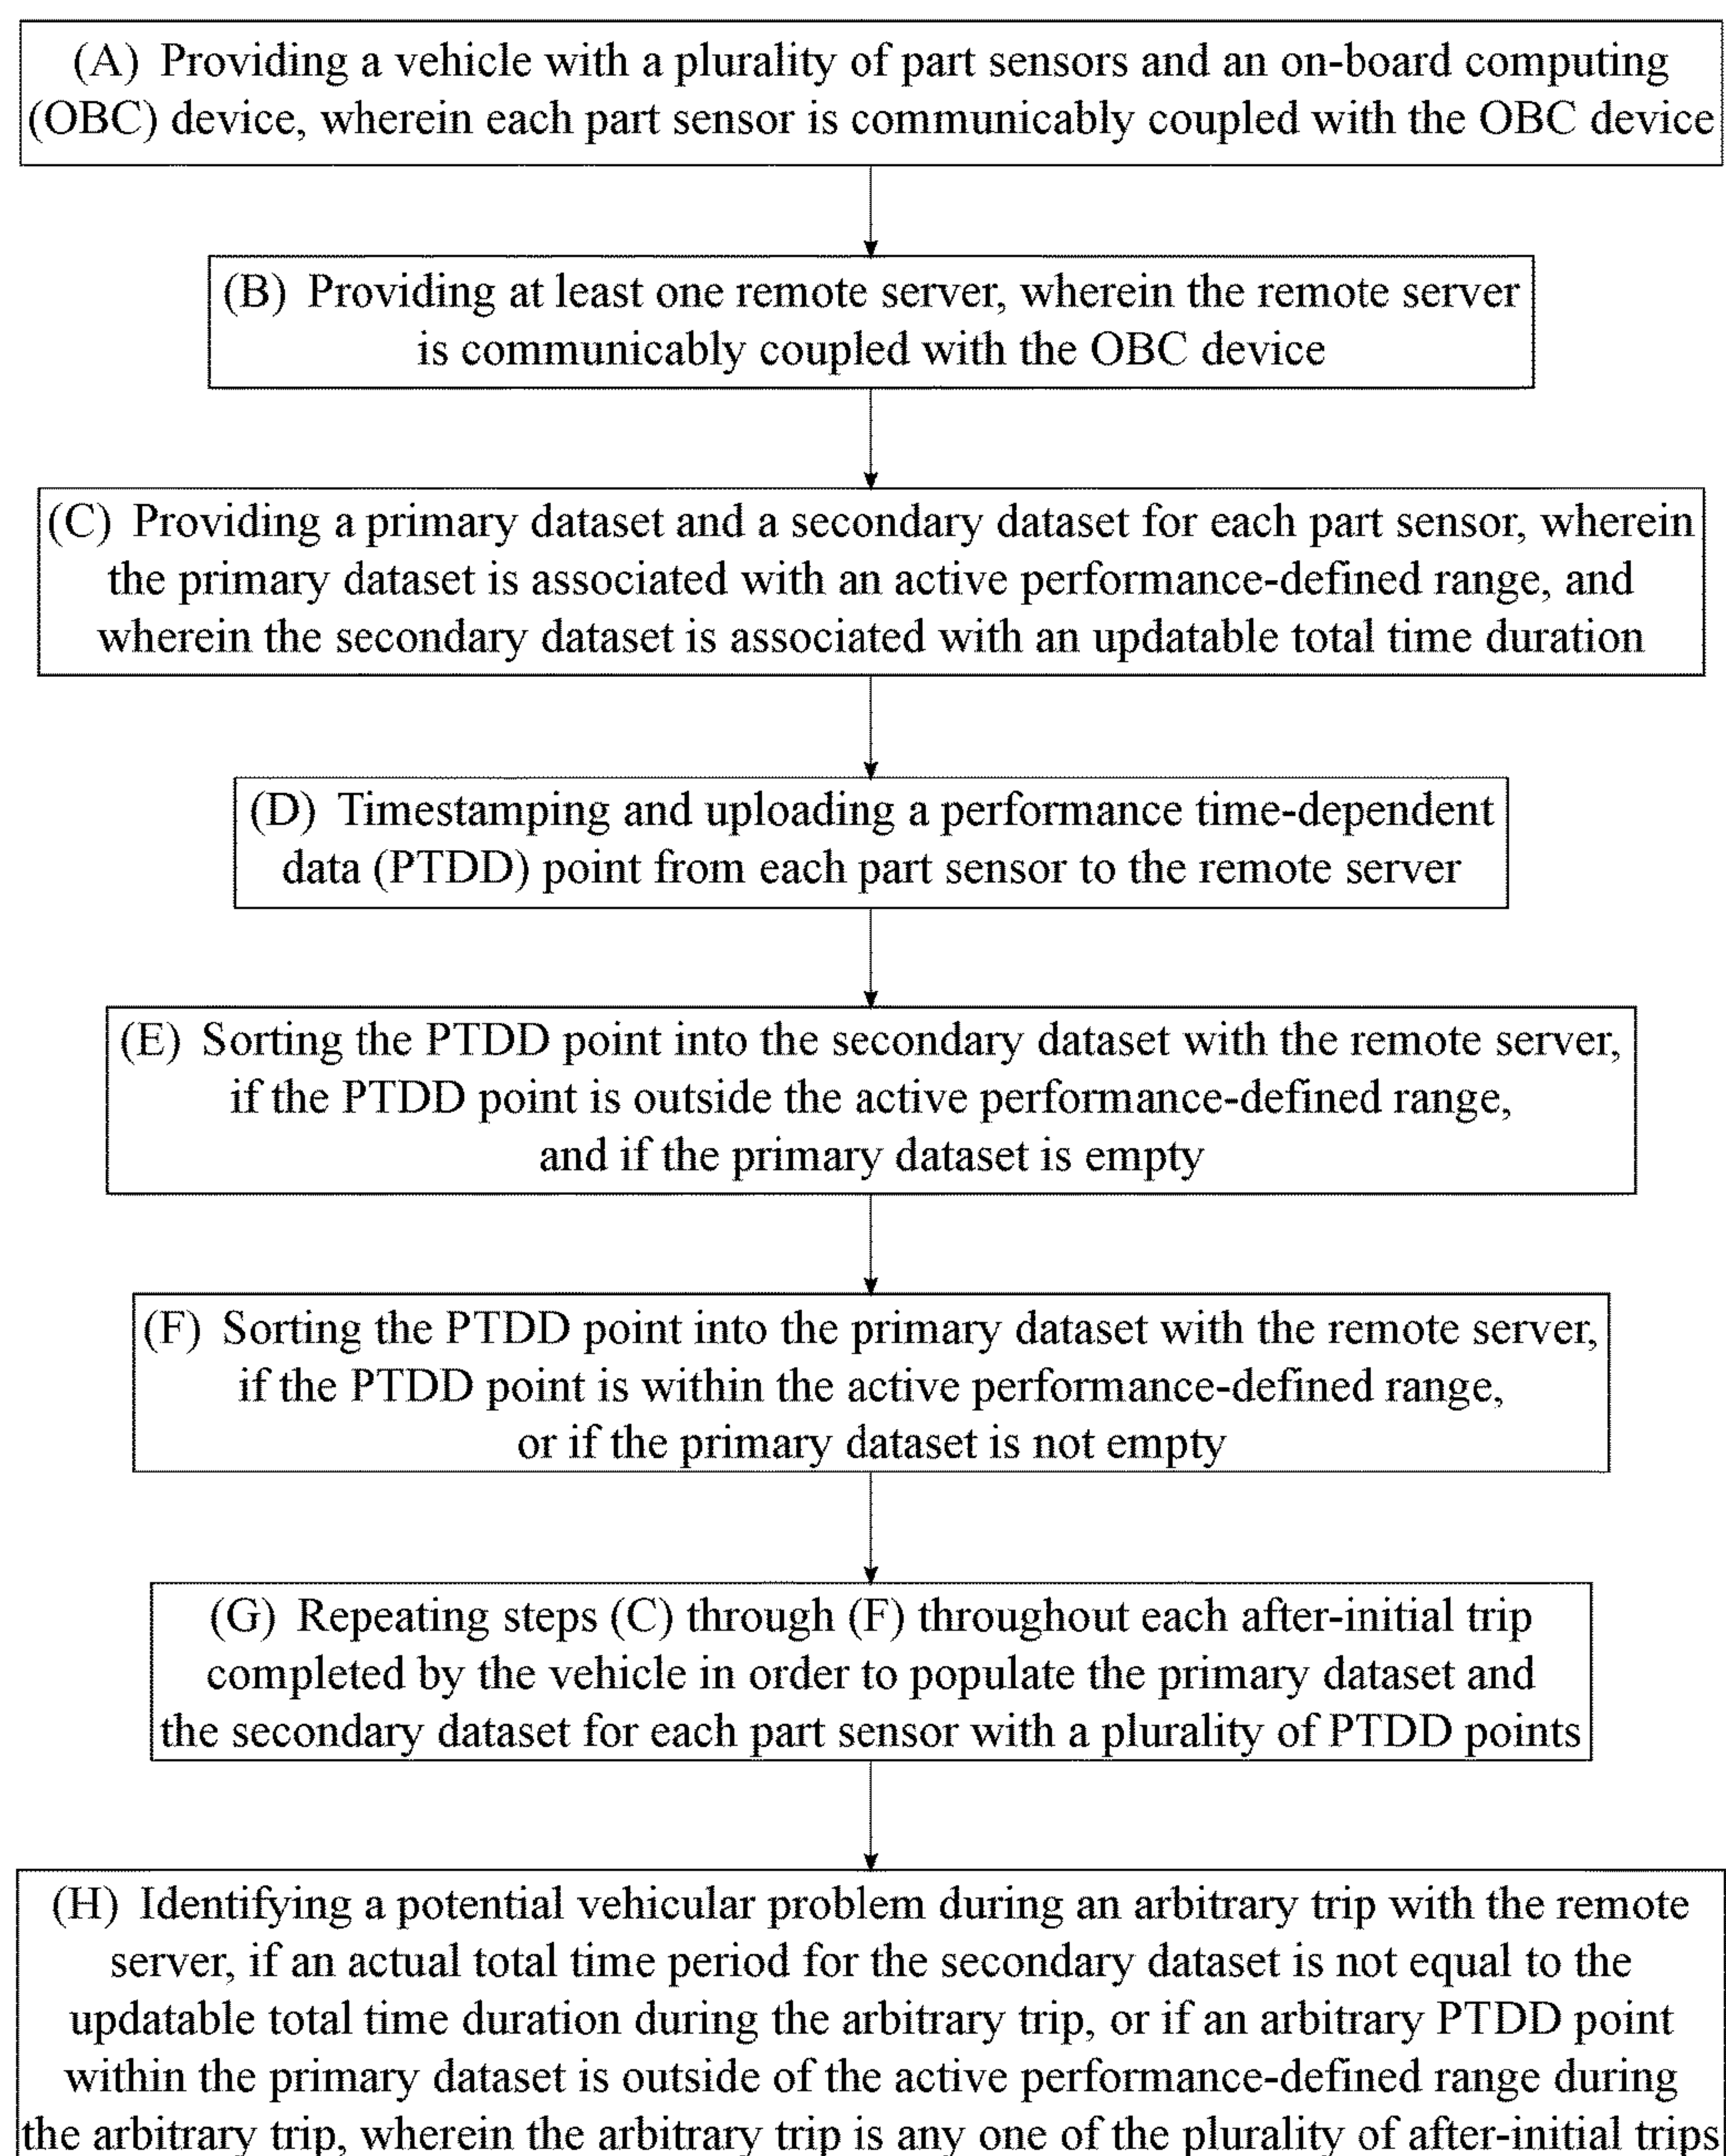 (A) Providing a vehicle with a plurality of part sensors and an on-board computing
(OBC) device, wherein each part sensor is communicably coupled with the OBC device
(B) Providing at least one remote server, wherein the remote server
is communicably coupled with the OBC device
(C) Providing a primary dataset and a secondary dataset for each part sensor, wherein
the primary dataset is associated with an active performance-defined range, and
wherein the secondary dataset is associated with an updatable total time duration
(D) Timestamping and uploading a performance time-dependent
data (PTDD) point from each part sensor to the remote server
(E) Sorting the PTDD point into the secondary dataset with the remote server,
if the PTDD point is outside the active performance-defined range,
and if the primary dataset is empty
(F) Sorting the PTDD point into the primary dataset with the remote server,
if the PTDD point is within the active performance-defined range,
or if the primary dataset is not empty
(G) Repeating steps (C) through (F) throughout each after-initial trip
completed by the vehicle in order to populate the primary dataset and
the secondary dataset for each part sensor with a plurality of PTDD points
(H) Identifying a potential vehicular problem during an arbitrary trip with the remote
server, if an actual total time period for the secondary dataset is not equal to the
updatable total time duration during the arbitrary trip, or if an arbitrary PTDD point
within the primary dataset is outside of the active performance-defined range during
the arbitrary trip, wherein the arbitrary trip is any one of the plurality of after-initial trips